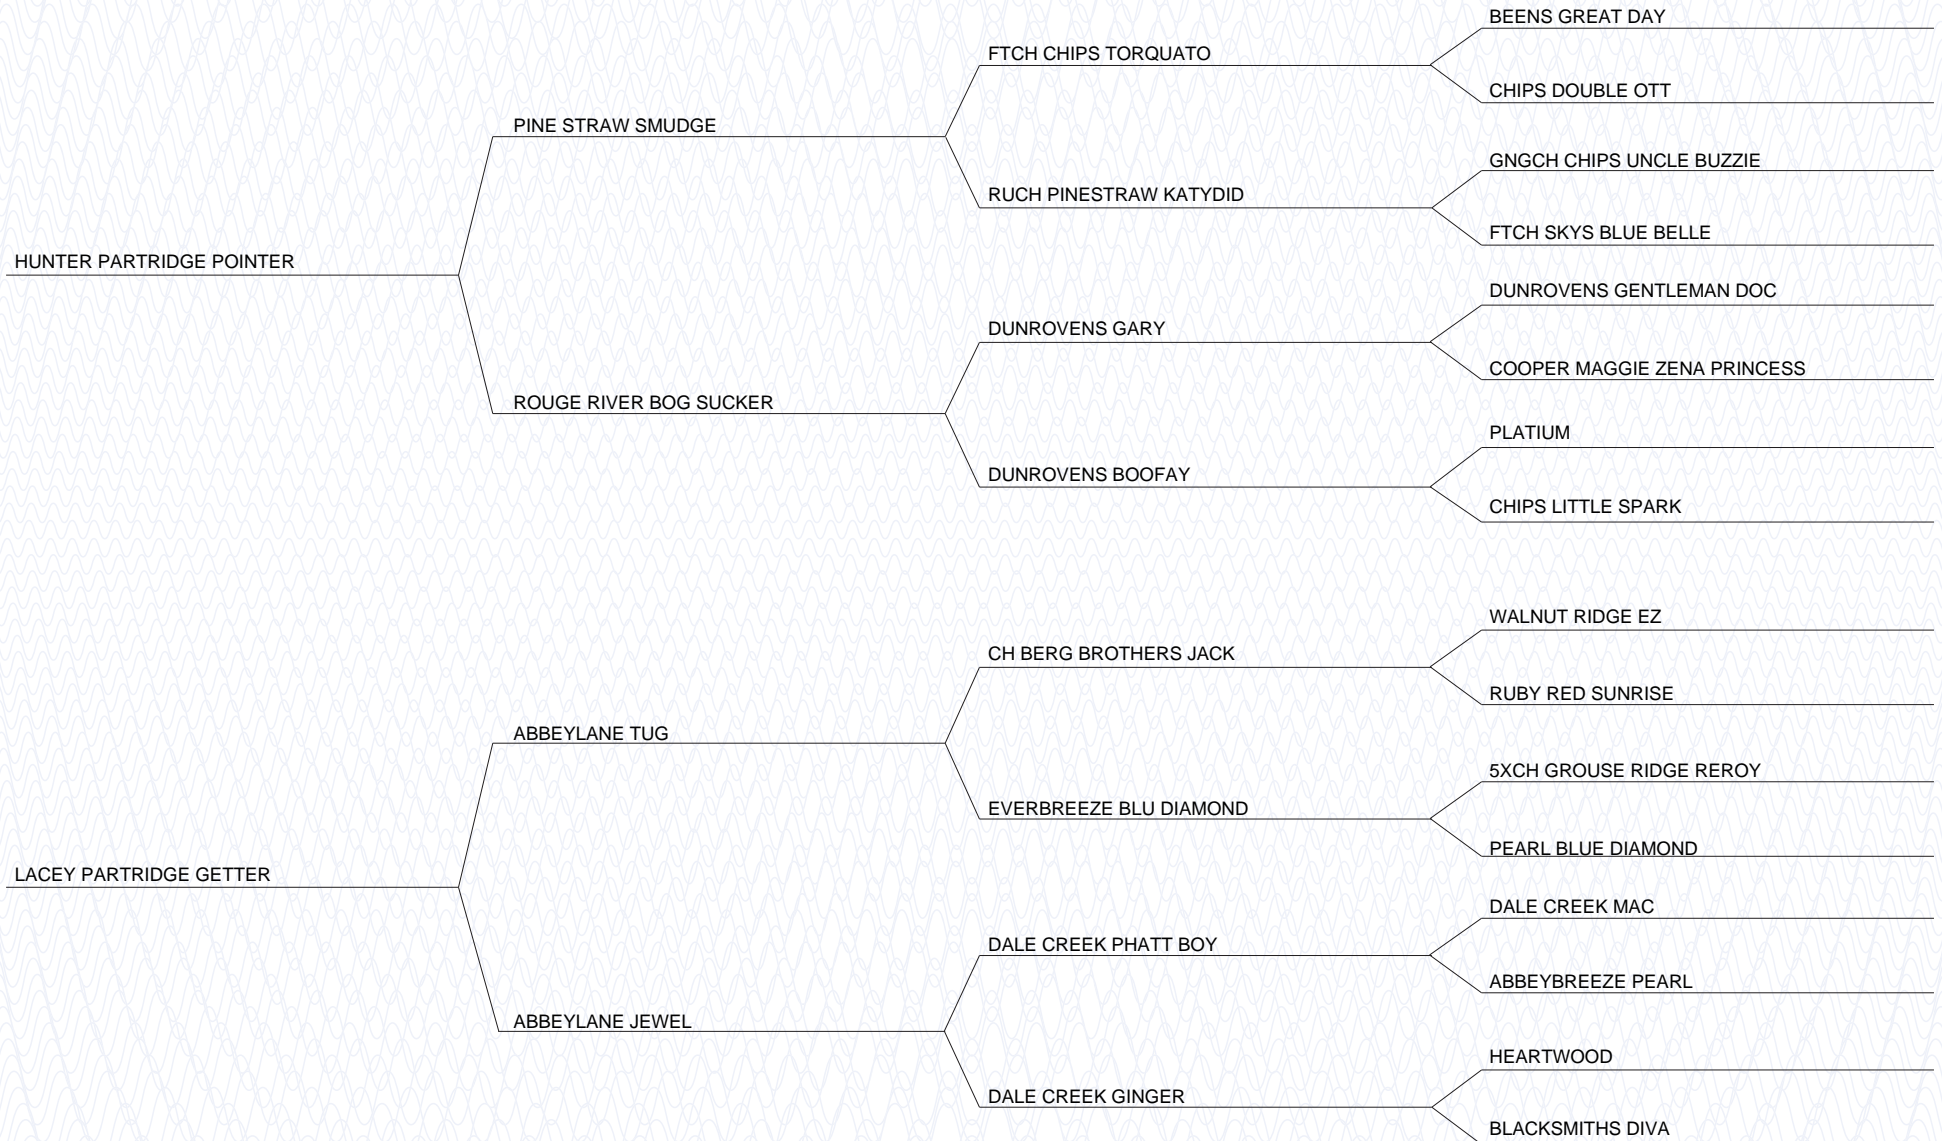 BEENS GREAT DAY
FTCH CHIPS TORQUATO
CHIPS DOUBLE OTT
PINE STRAW SMUDGE
GNGCH CHIPS UNCLE BUZZIE
RUCH PINESTRAW KATYDID
FTCH SKYS BLUE BELLE
HUNTER PARTRIDGE POINTER
DUNROVENS GENTLEMAN DOC
DUNROVENS GARY
COOPER MAGGIE ZENA PRINCESS
ROUGE RIVER BOG SUCKER
PLATIUM
DUNROVENS BOOFAY
CHIPS LITTLE SPARK
WALNUT RIDGE EZ
CH BERG BROTHERS JACK
RUBY RED SUNRISE
ABBEYLANE TUG
5XCH GROUSE RIDGE REROY
EVERBREEZE BLU DIAMOND
PEARL BLUE DIAMOND
LACEY PARTRIDGE GETTER
DALE CREEK MAC
DALE CREEK PHATT BOY
ABBEYBREEZE PEARL
ABBEYLANE JEWEL
HEARTWOOD
DALE CREEK GINGER
BLACKSMITHS DIVA